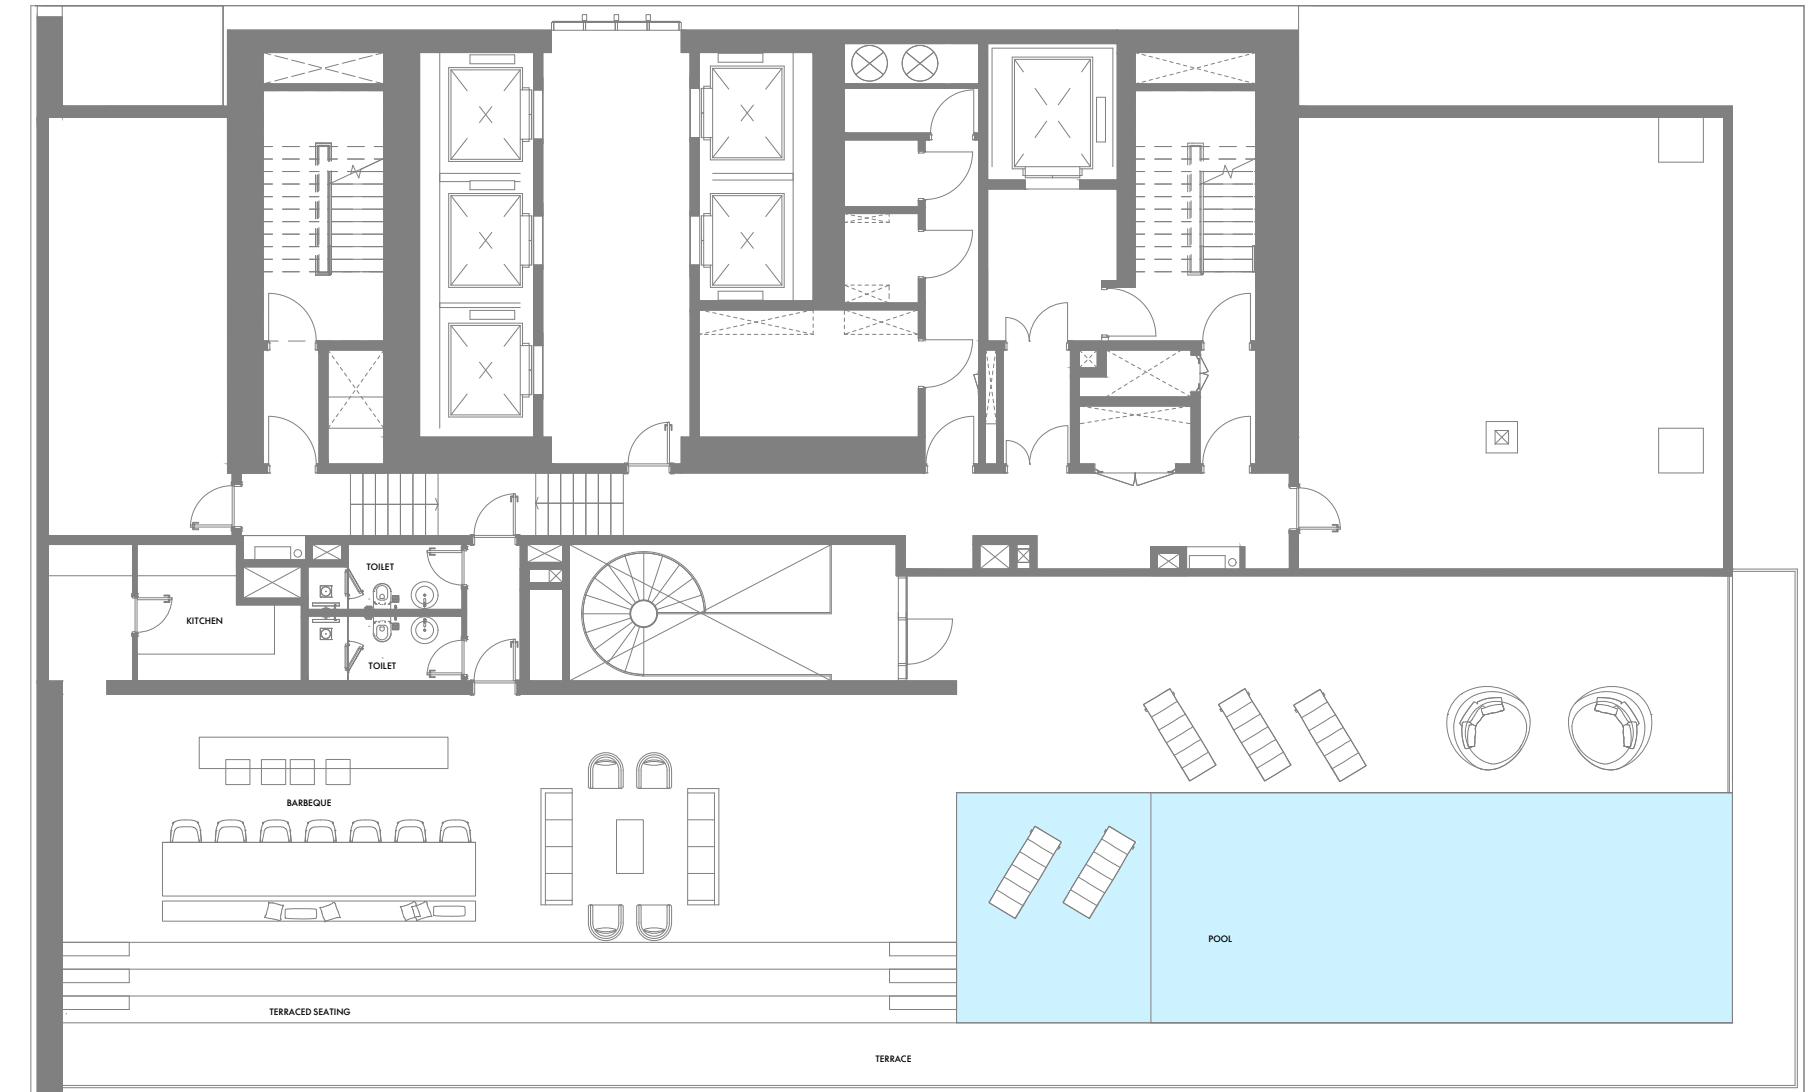 TOILET
KITCHEN
TOILET
BARBEQUE
POOL
TERRACED SEATING
TERRACE